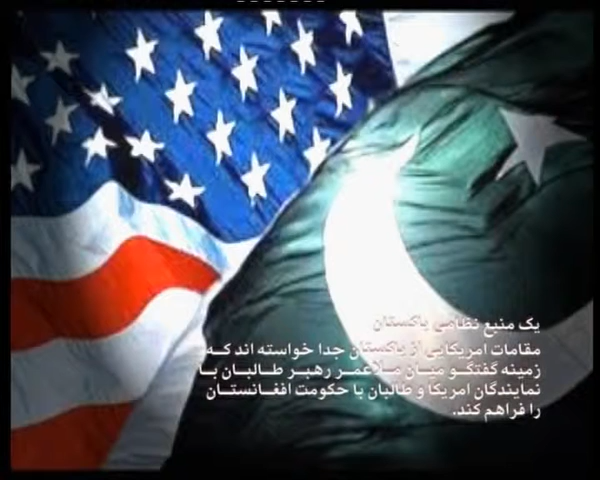 یک منبع نظامی پاکستان
مقامات امریکایی از پاکستان جدا خواسته اند که
زمینه گفتگو میان ملاعمر رهبر طالبان با
نمایندگان امریکا و طالبان با حکومت افغانستان
را فراهم کند.